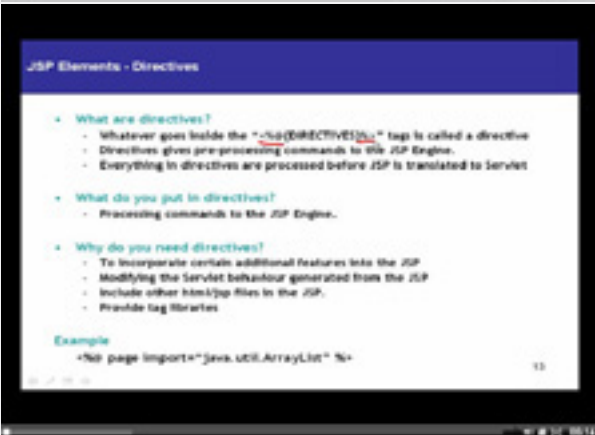 JSP Elements - Directives
• What are directives?
- Whatever goes inside the "<%@{DIRECTIVES}%>" tags is called a directive
- Directives gives pre-processing commands to the JSP Engine.
- Everything in directives are processed before JSP is translated to Servlet
• What do you put in directives?
- Processing commands to the JSP Engine.
• Why do you need directives?
- To incorporate certain additional features into the JSP
- Modifying the Servlet behaviour generated from the JSP
- Include other html/jsp files in the JSP.
- Provide tag libraries
Example
<%@ page import="java.util.ArrayList" %>
13